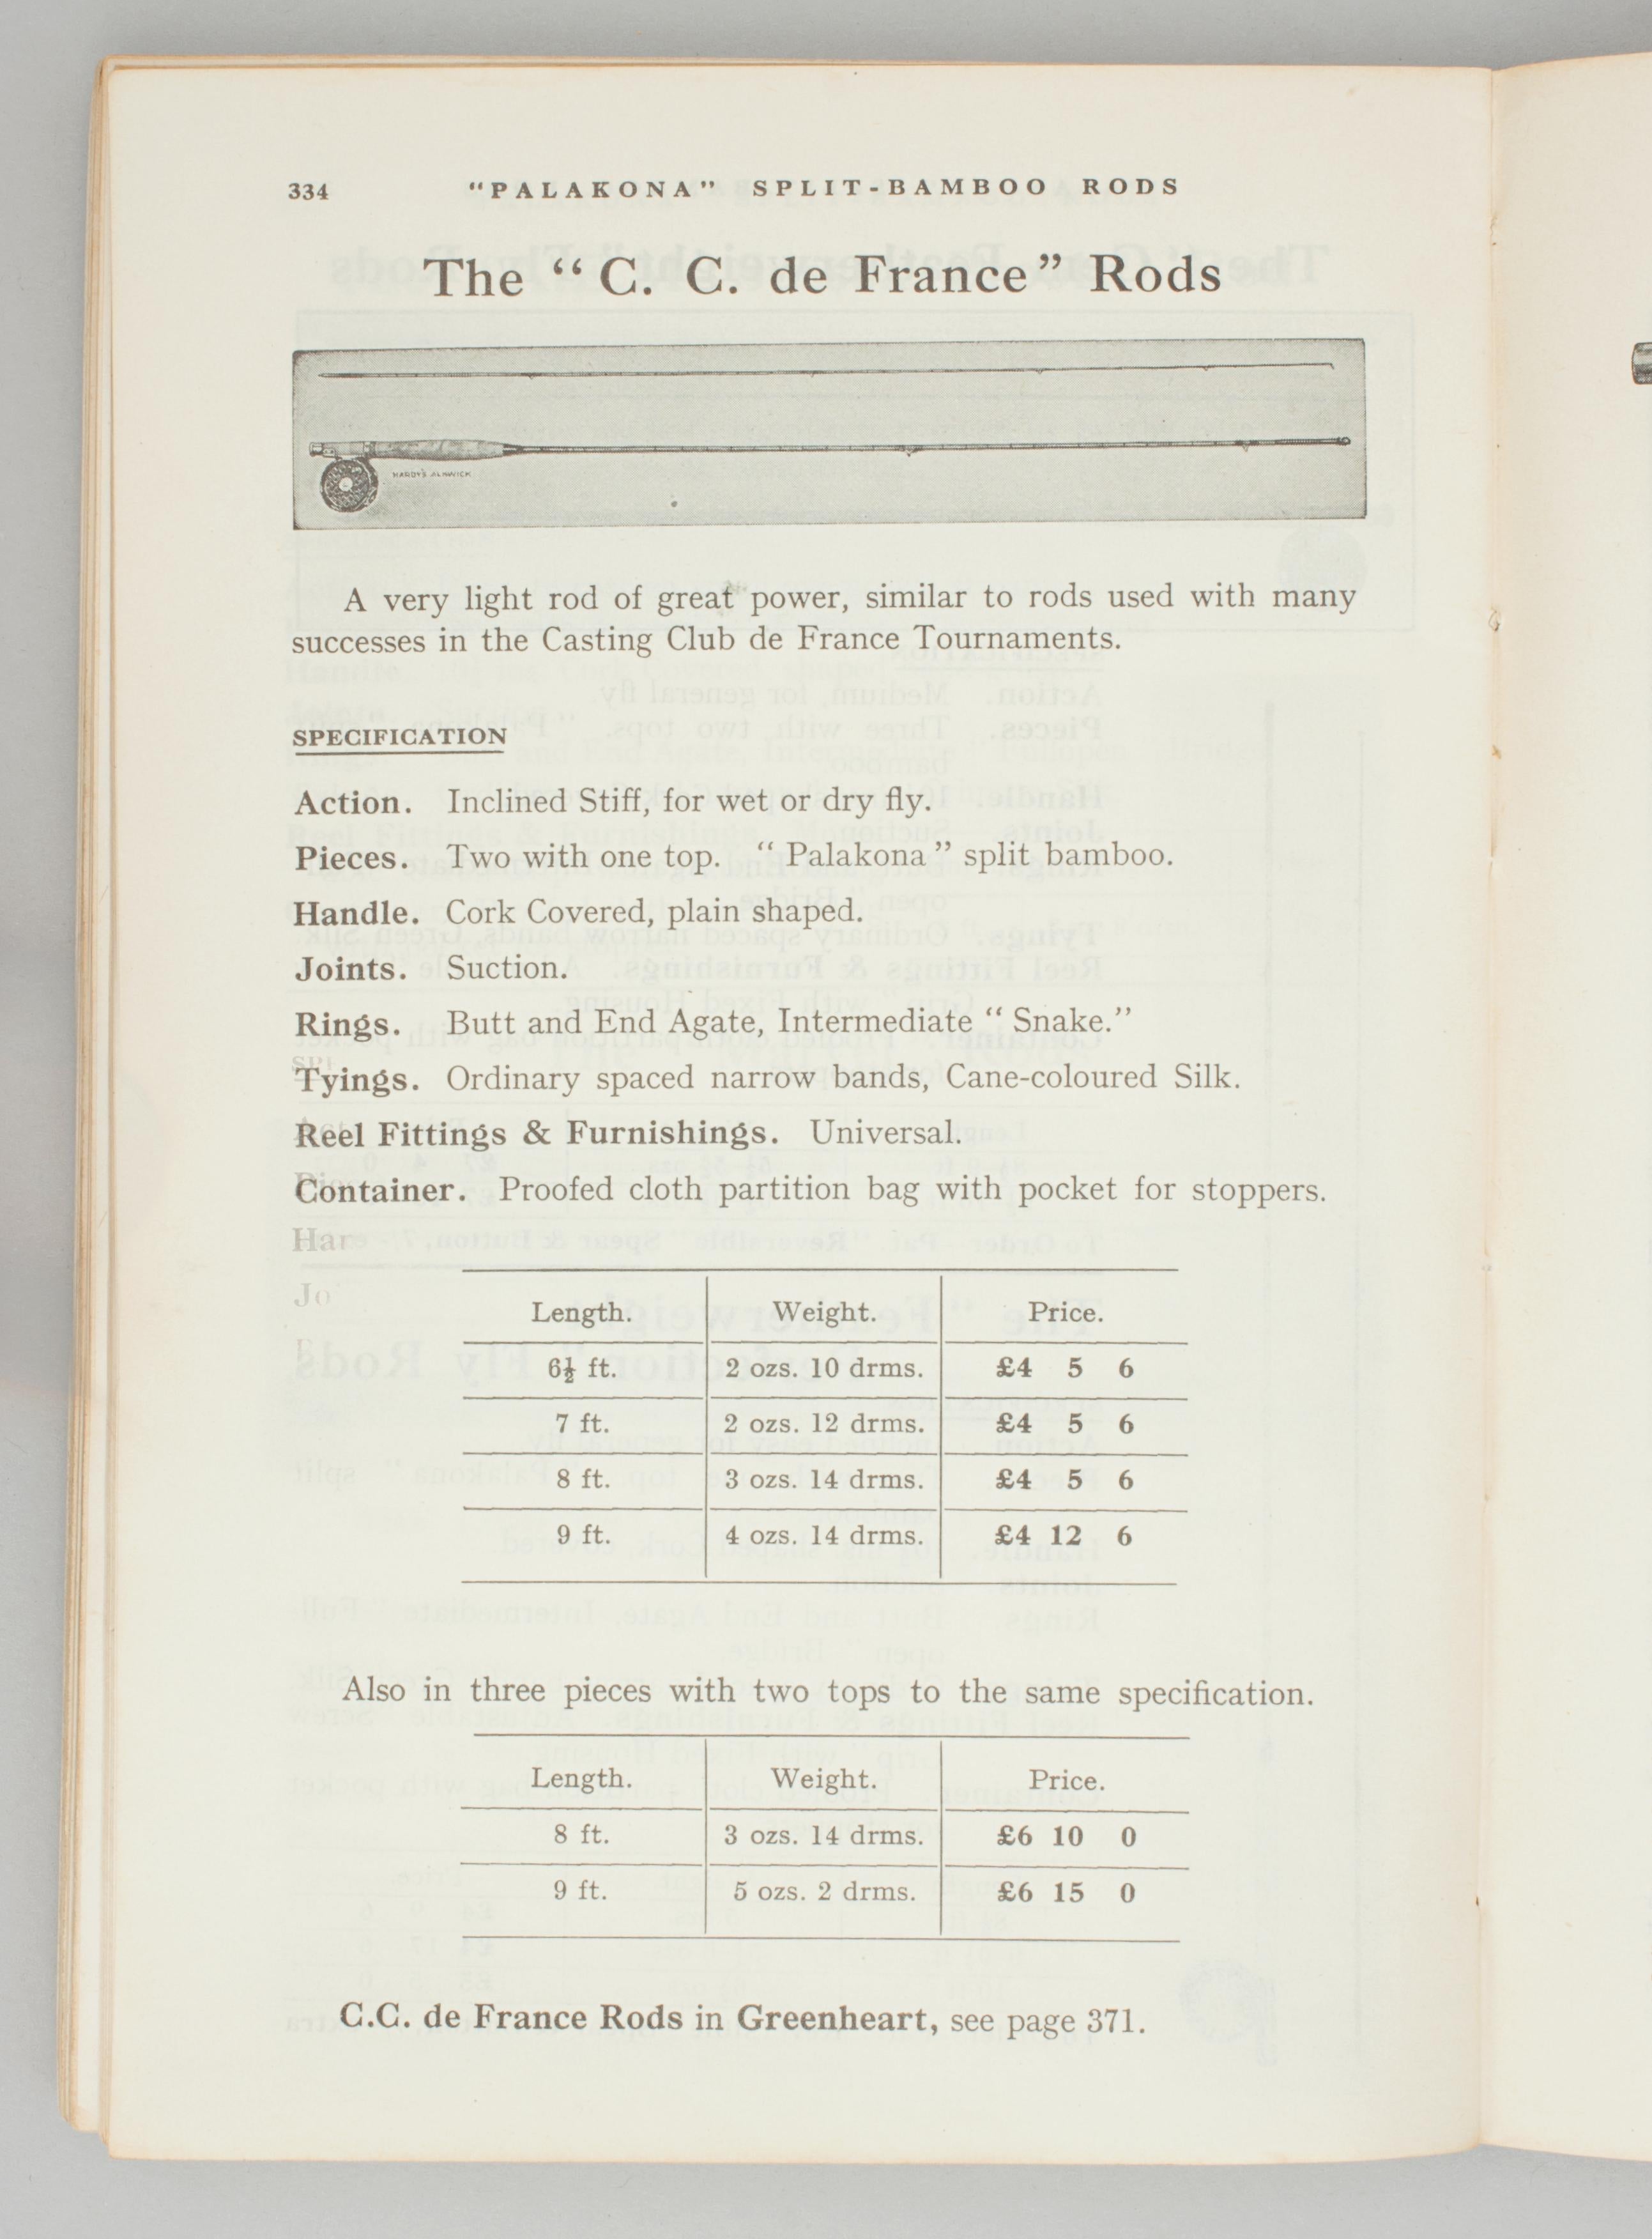 334 "PALAKONA" SPLIT-BAMBOO RODS
The "C. C. de France" Rods
HARDY'S ALNWICK
A very light rod of great power, similar to rods used with many
successes in the Casting Club de France Tournaments.
SPECIFICATION
Action. Inclined Stiff, for wet or dry fly.
Pieces. Two with one top. "Palakona" split bamboo.
Handle. Cork Covered, plain shaped.
Joints. Suction.
Rings. Butt and End Agate, Intermediate "Snake."
Tyings. Ordinary spaced narrow bands, Cane-coloured Silk.
Reel Fittings & Furnishings. Universal.
Container. Proofed cloth partition bag with pocket for stoppers.
Length. Weight. Price.
6½ ft. 2 ozs. 10 drms. £4 5 6
7 ft. 2 ozs. 12 drms. £4 5 6
8 ft. 3 ozs. 14 drms. £4 5 6
9 ft. 4 ozs. 14 drms. £4 12 6
Also in three pieces with two tops to the same specification.
Length. Weight. Price.
8 ft. 3 ozs. 14 drms. £6 10 0
9 ft. 5 ozs. 2 drms. £6 15 0
C.C. de France Rods in Greenheart, see page 371.